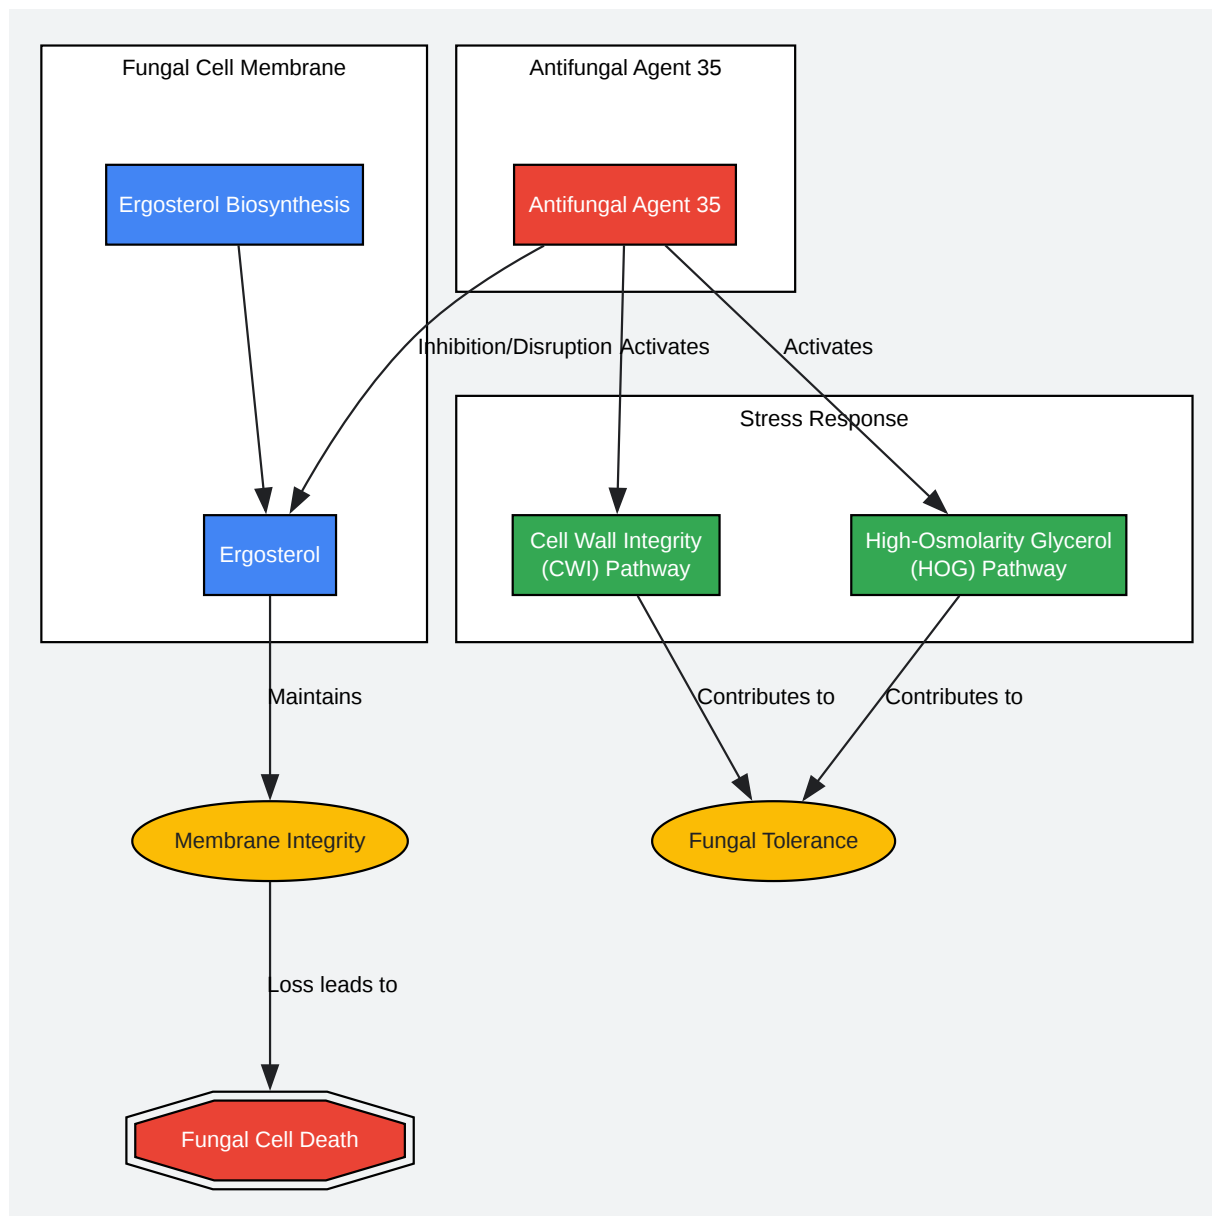 Fungal Cell Membrane
Antifungal Agent 35
Ergosterol Biosynthesis
Antifungal Agent 35
Inhibition/Disruption
Activates
Activates
Stress Response
Ergosterol
Cell Wall Integrity
(CWI) Pathway
High-Osmolarity Glycerol
(HOG) Pathway
Maintains
Contributes to
Contributes to
Membrane Integrity
Fungal Tolerance
Loss leads to
Fungal Cell Death